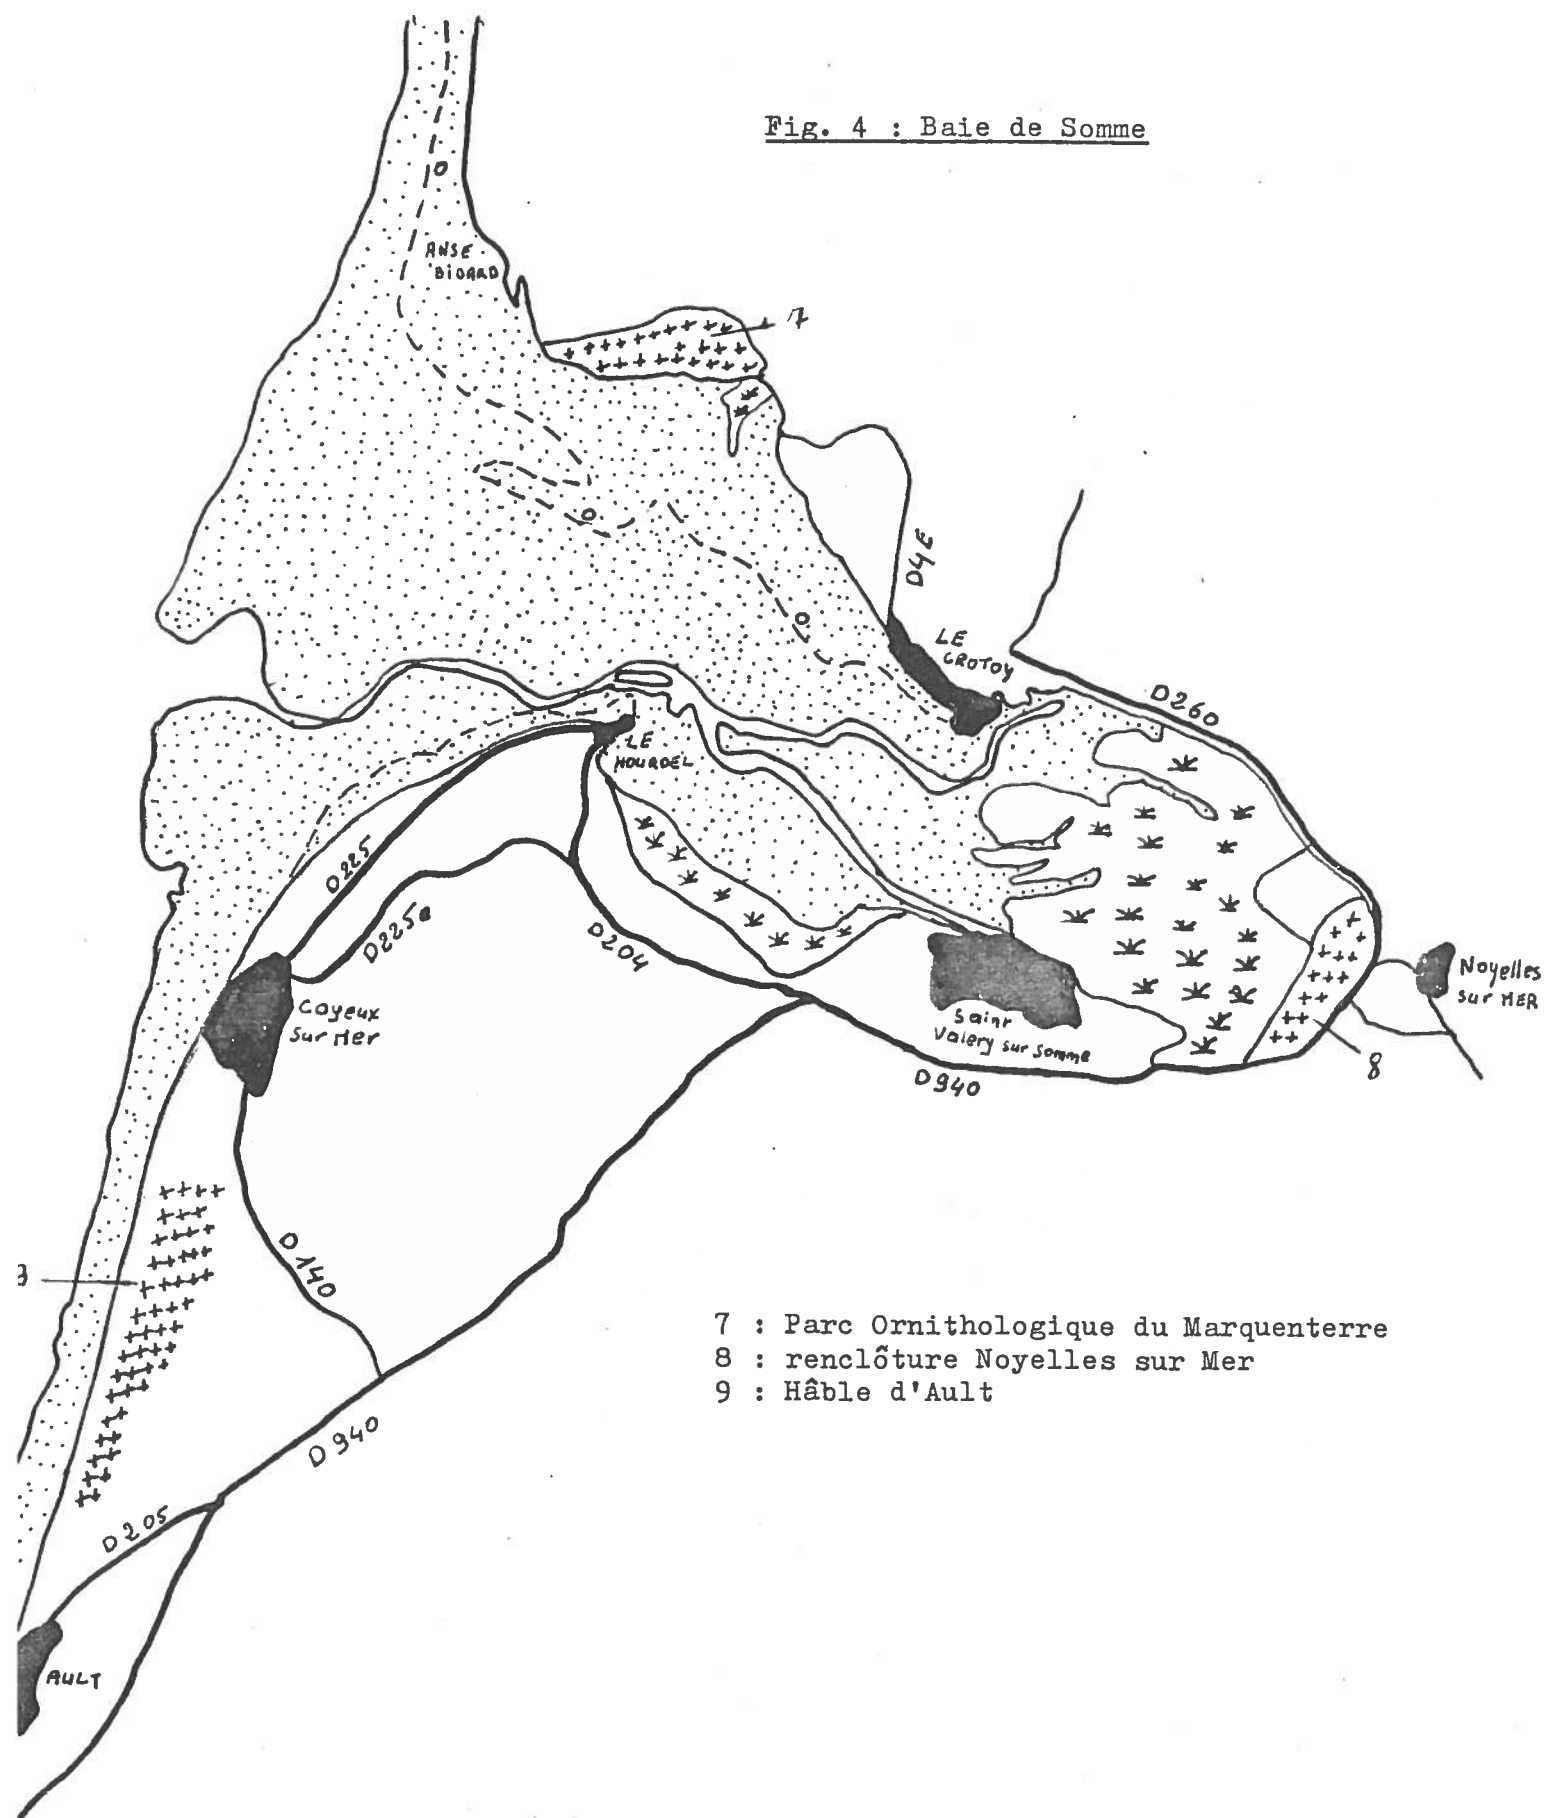 Fig. 4 : Baie de Somme
O
ANSE
BIDARD
7
O
D4E
O
LE
CROTOY
D260
LE
HOURDEL
D225
D225a
D204
Noyelles
sur MER
Cayeux
sur Mer
Saint
Valery sur Somme
D940
8
D140
9
7 : Parc Ornithologique du Marquenterre
8 : renclôture Noyelles sur Mer
9 : Hâble d'Ault
D940
D205
AULT